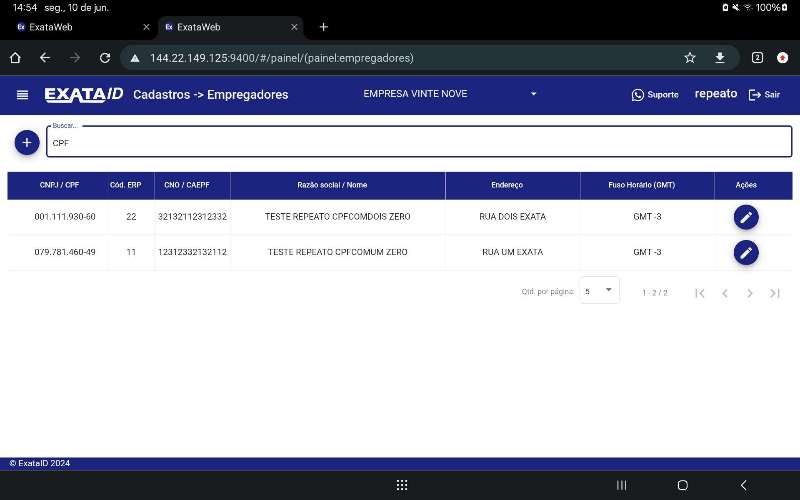 14:54 seg., 10 de jun. 100%
Ex ExataWeb Ex ExataWeb
144.22.149.125:9400/#/painel/(painel:empregadores) 2
EXATAID Cadastros -> Empregadores EMPRESA VINTE NOVE Suporte repeato Sair
Buscar...
CPF
CNPJ / CPF Cód. ERP CNO / CAEPF Razão social / Nome Endereço Fuso Horário (GMT) Ações
001.111.930-60 22 32132112312332 TESTE REPEATO CPFCOMDOIS ZERO RUA DOIS EXATA GMT -3
079.781.460-49 11 12312332132112 TESTE REPEATO CPFCOMUM ZERO RUA UM EXATA GMT -3
Qtd. por página: 5 1 - 2 / 2
© ExataID 2024